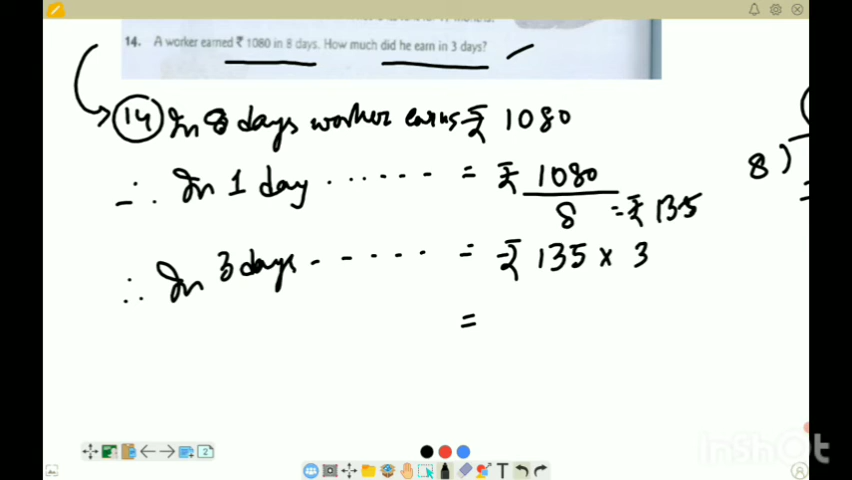 14. A worker earned ₹ 1080 in 8 days. How much did he earn in 3 days?
14 In 8 days worker earns ₹ 1080
∴ In 1 day ...... = ₹ 1080/8 = ₹ 135
8)
∴ In 3 days ...... = ₹ 135 × 3
=
2
T
InShot